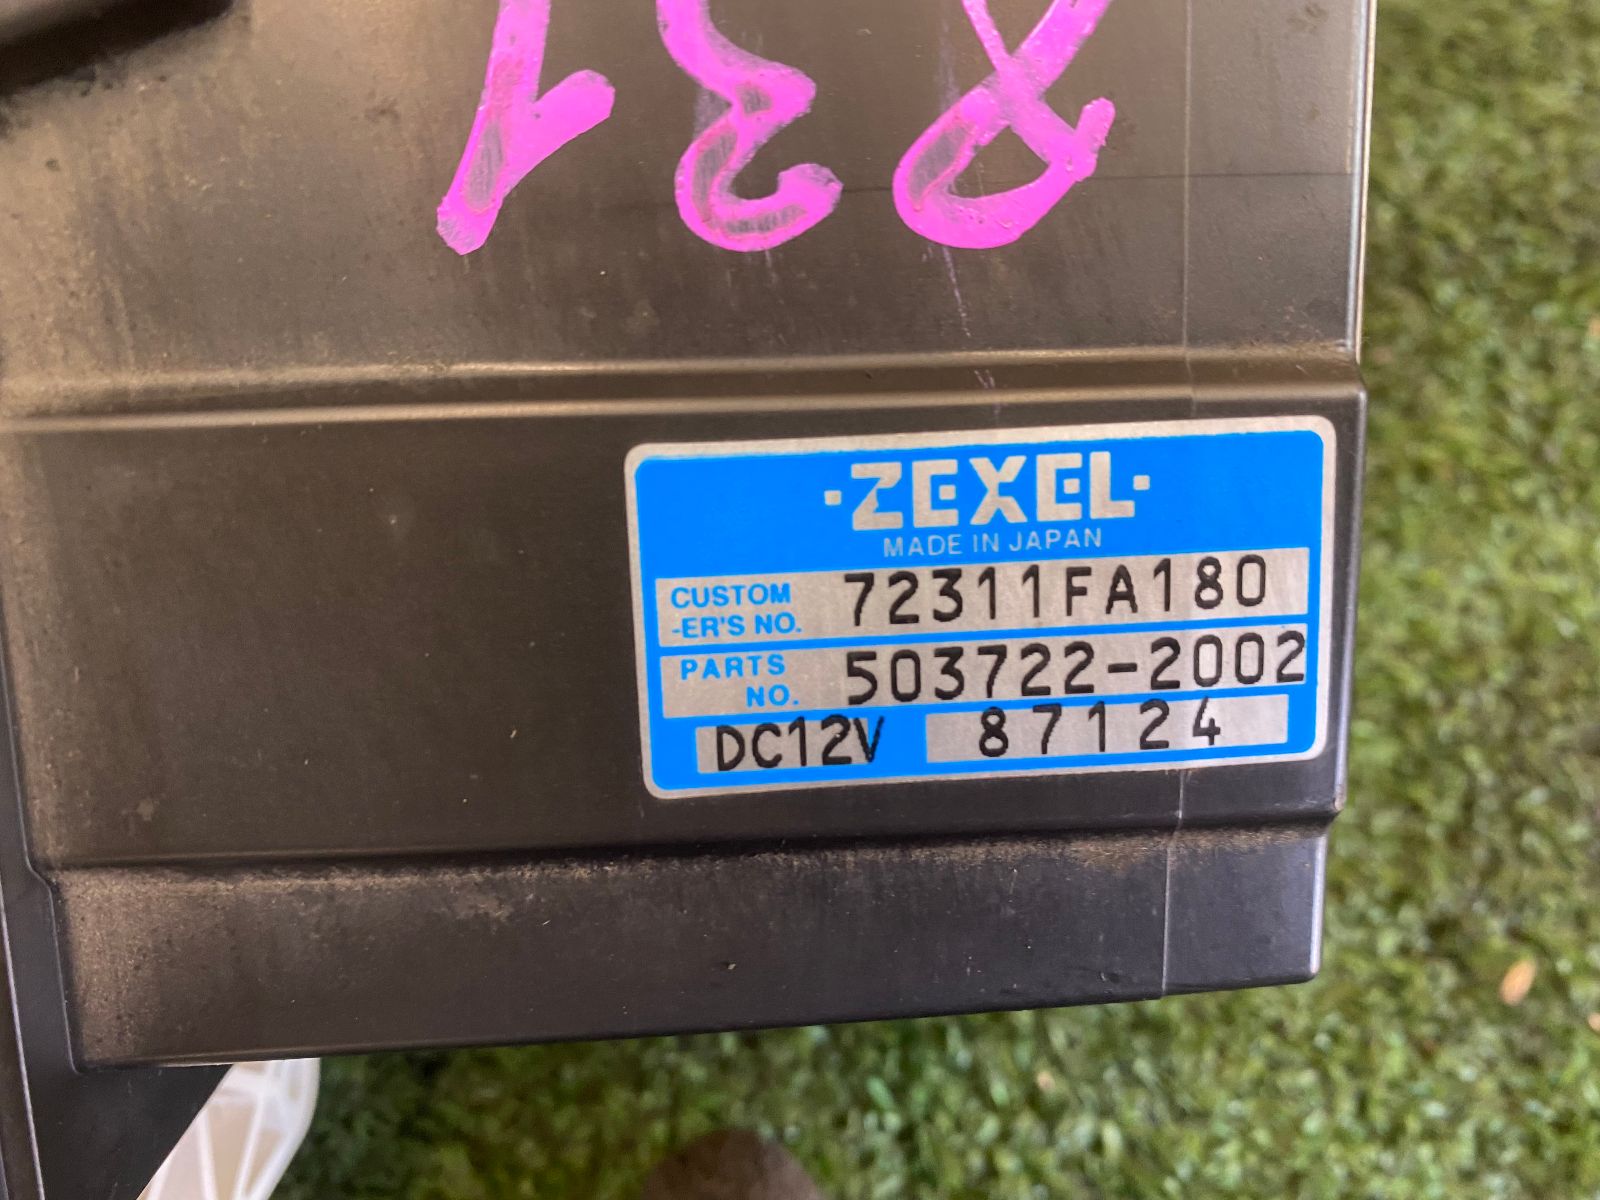 831
·ZEXEL·
MADE IN JAPAN
CUSTOM
-ER'S NO. 72311FA180
PARTS
NO. 503722-2002
DC12V 87124